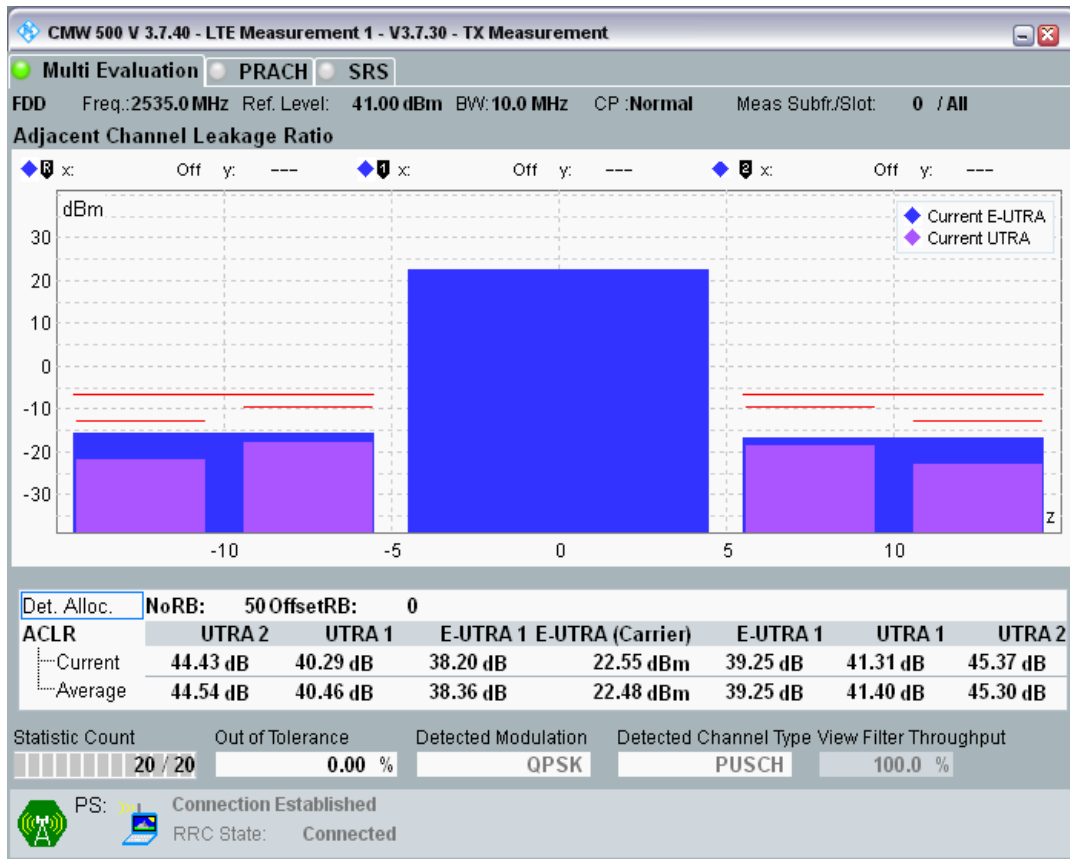 CMW 500 V 3.7.40 - LTE Measurement 1 - V3.7.30 - TX Measurement
Multi Evaluation PRACH SRS
FDD Freq.:2535.0 MHz Ref. Level: 41.00 dBm BW:10.0 MHz CP :Normal Meas Subfr./Slot: 0 / All
Adjacent Channel Leakage Ratio
R x: Off y: --- 1 x: Off y: --- 2 x: Off y: ---
dBm
Current E-UTRA
Current UTRA
30
20
10
0
-10
-20
-30
z
-10 -5 0 5 10
Det. Alloc. NoRB: 50 OffsetRB: 0
ACLR UTRA 2 UTRA 1 E-UTRA 1 E-UTRA (Carrier) E-UTRA 1 UTRA 1 UTRA 2
Current 44.43 dB 40.29 dB 38.20 dB 22.55 dBm 39.25 dB 41.31 dB 45.37 dB
Average 44.54 dB 40.46 dB 38.36 dB 22.48 dBm 39.25 dB 41.40 dB 45.30 dB
Statistic Count Out of Tolerance Detected Modulation Detected Channel Type View Filter Throughput
20 / 20 0.00 % QPSK PUSCH 100.0 %
PS: Connection Established
RRC State: Connected